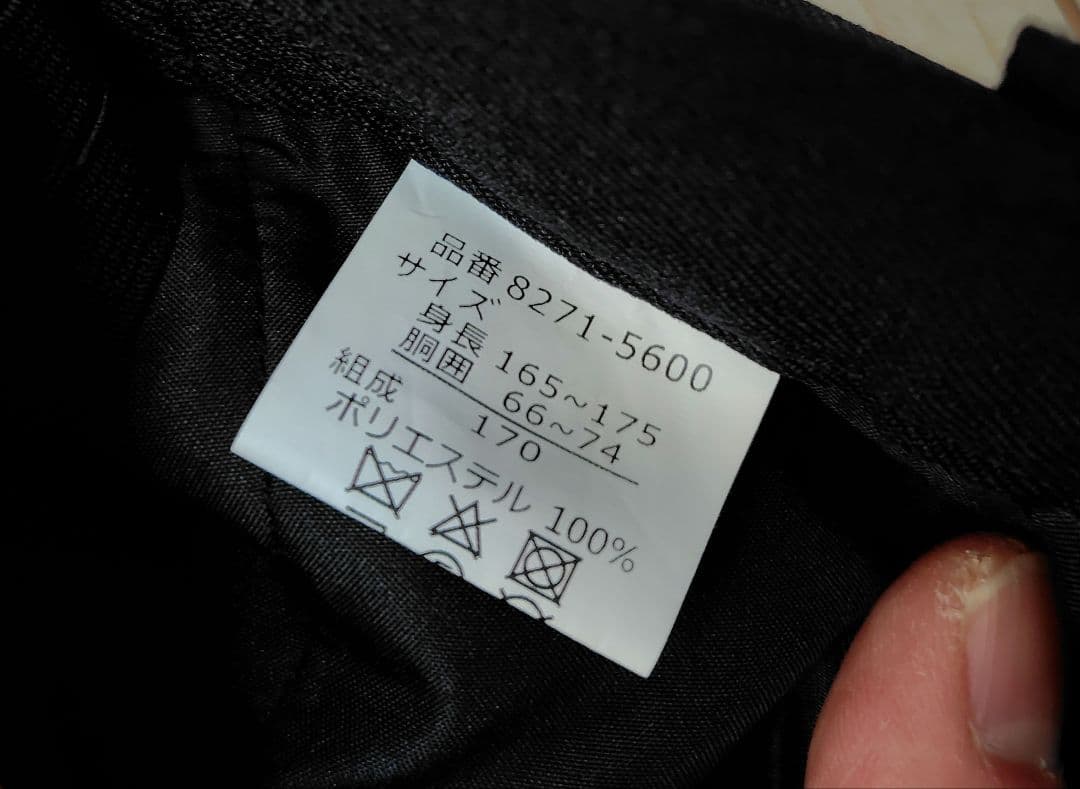 品番 8271-5600
サイズ
身長 165~175
胴囲 66~74
170
組成
ポリエステル 100%